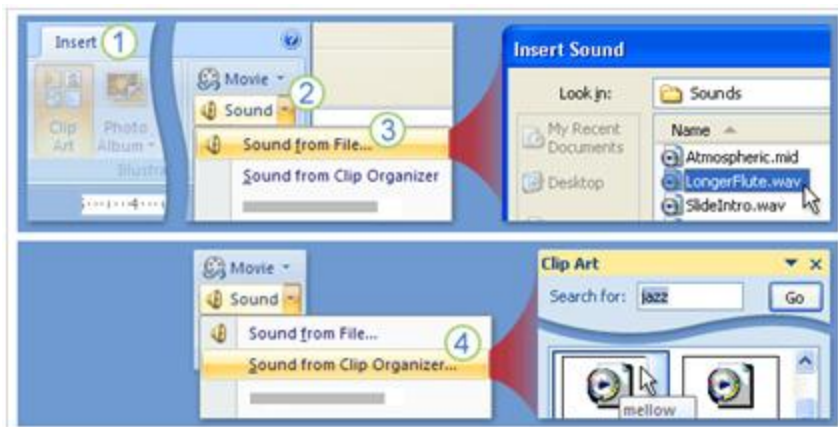 Insert 1
Movie
Sound 2
Clip Art
Photo Album
Illustra
Sound from File... 3
Sound from Clip Organizer
Insert Sound
Look in: Sounds
My Recent Documents
Desktop
Name
Atmospheric.mid
LongerFlute.wav
SlideIntro.wav
Movie
Sound
Sound from File...
Sound from Clip Organizer... 4
Clip Art
Search for: jazz Go
mellow